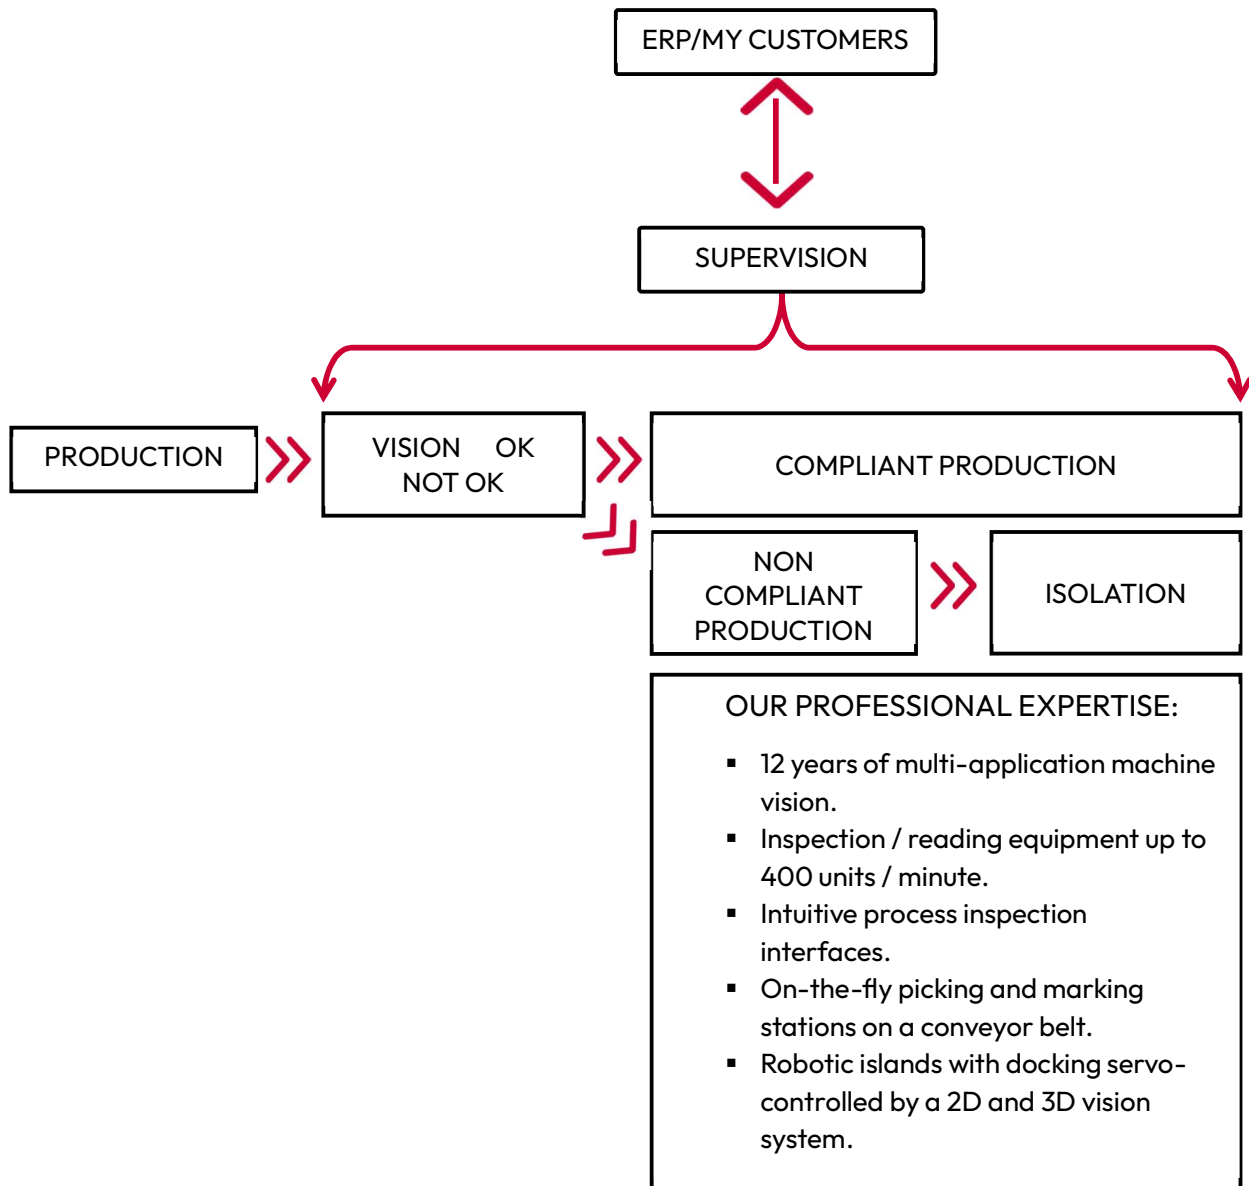 ERP/MY CUSTOMERS
SUPERVISION
PRODUCTION
VISION OK
NOT OK
COMPLIANT PRODUCTION
NON
COMPLIANT
PRODUCTION
ISOLATION
OUR PROFESSIONAL EXPERTISE:
▪ 12 years of multi-application machine
vision.
▪ Inspection / reading equipment up to
400 units / minute.
▪ Intuitive process inspection
interfaces.
▪ On-the-fly picking and marking
stations on a conveyor belt.
▪ Robotic islands with docking servo-
controlled by a 2D and 3D vision
system.